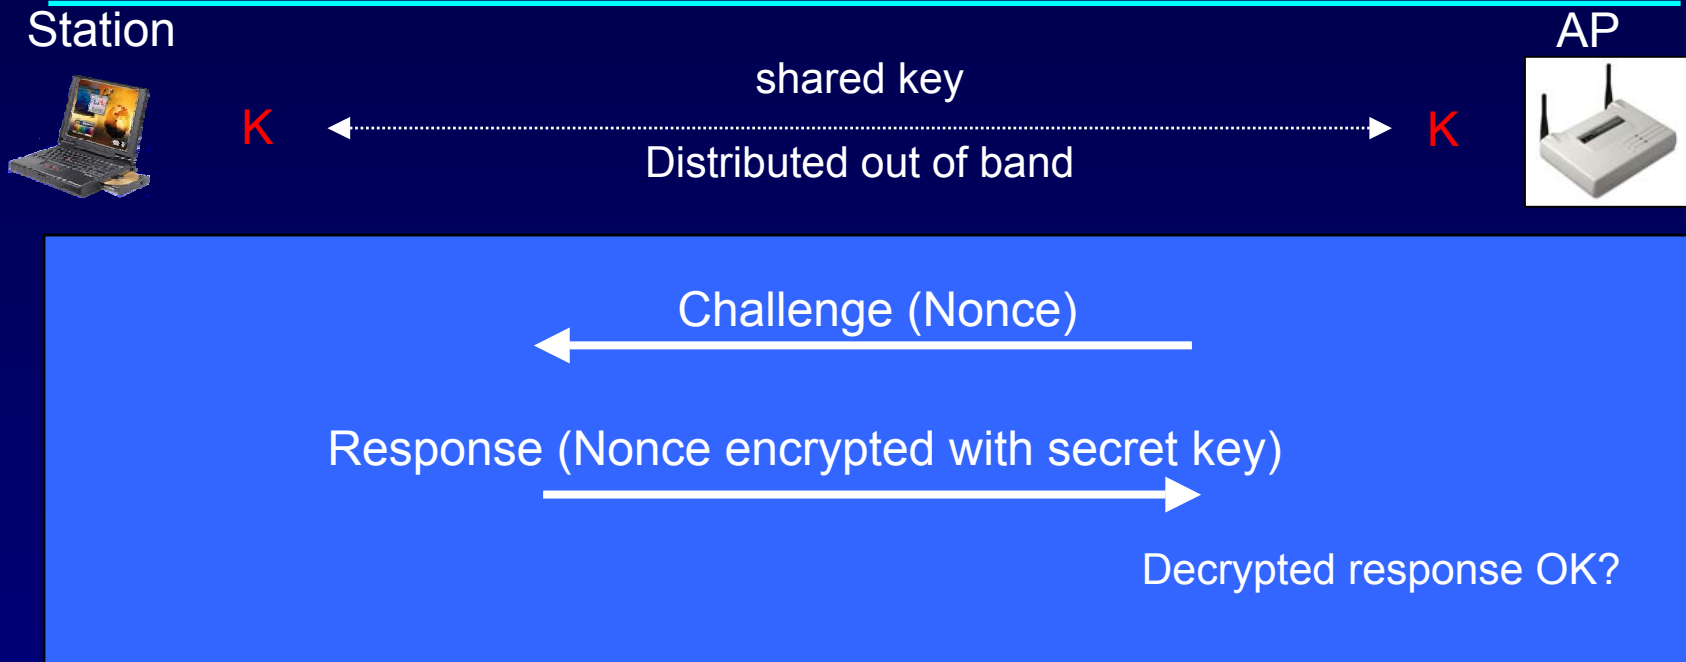 Station
AP
shared key
K
K
Distributed out of band
Challenge (Nonce)
Response (Nonce encrypted with secret key)
Decrypted response OK?